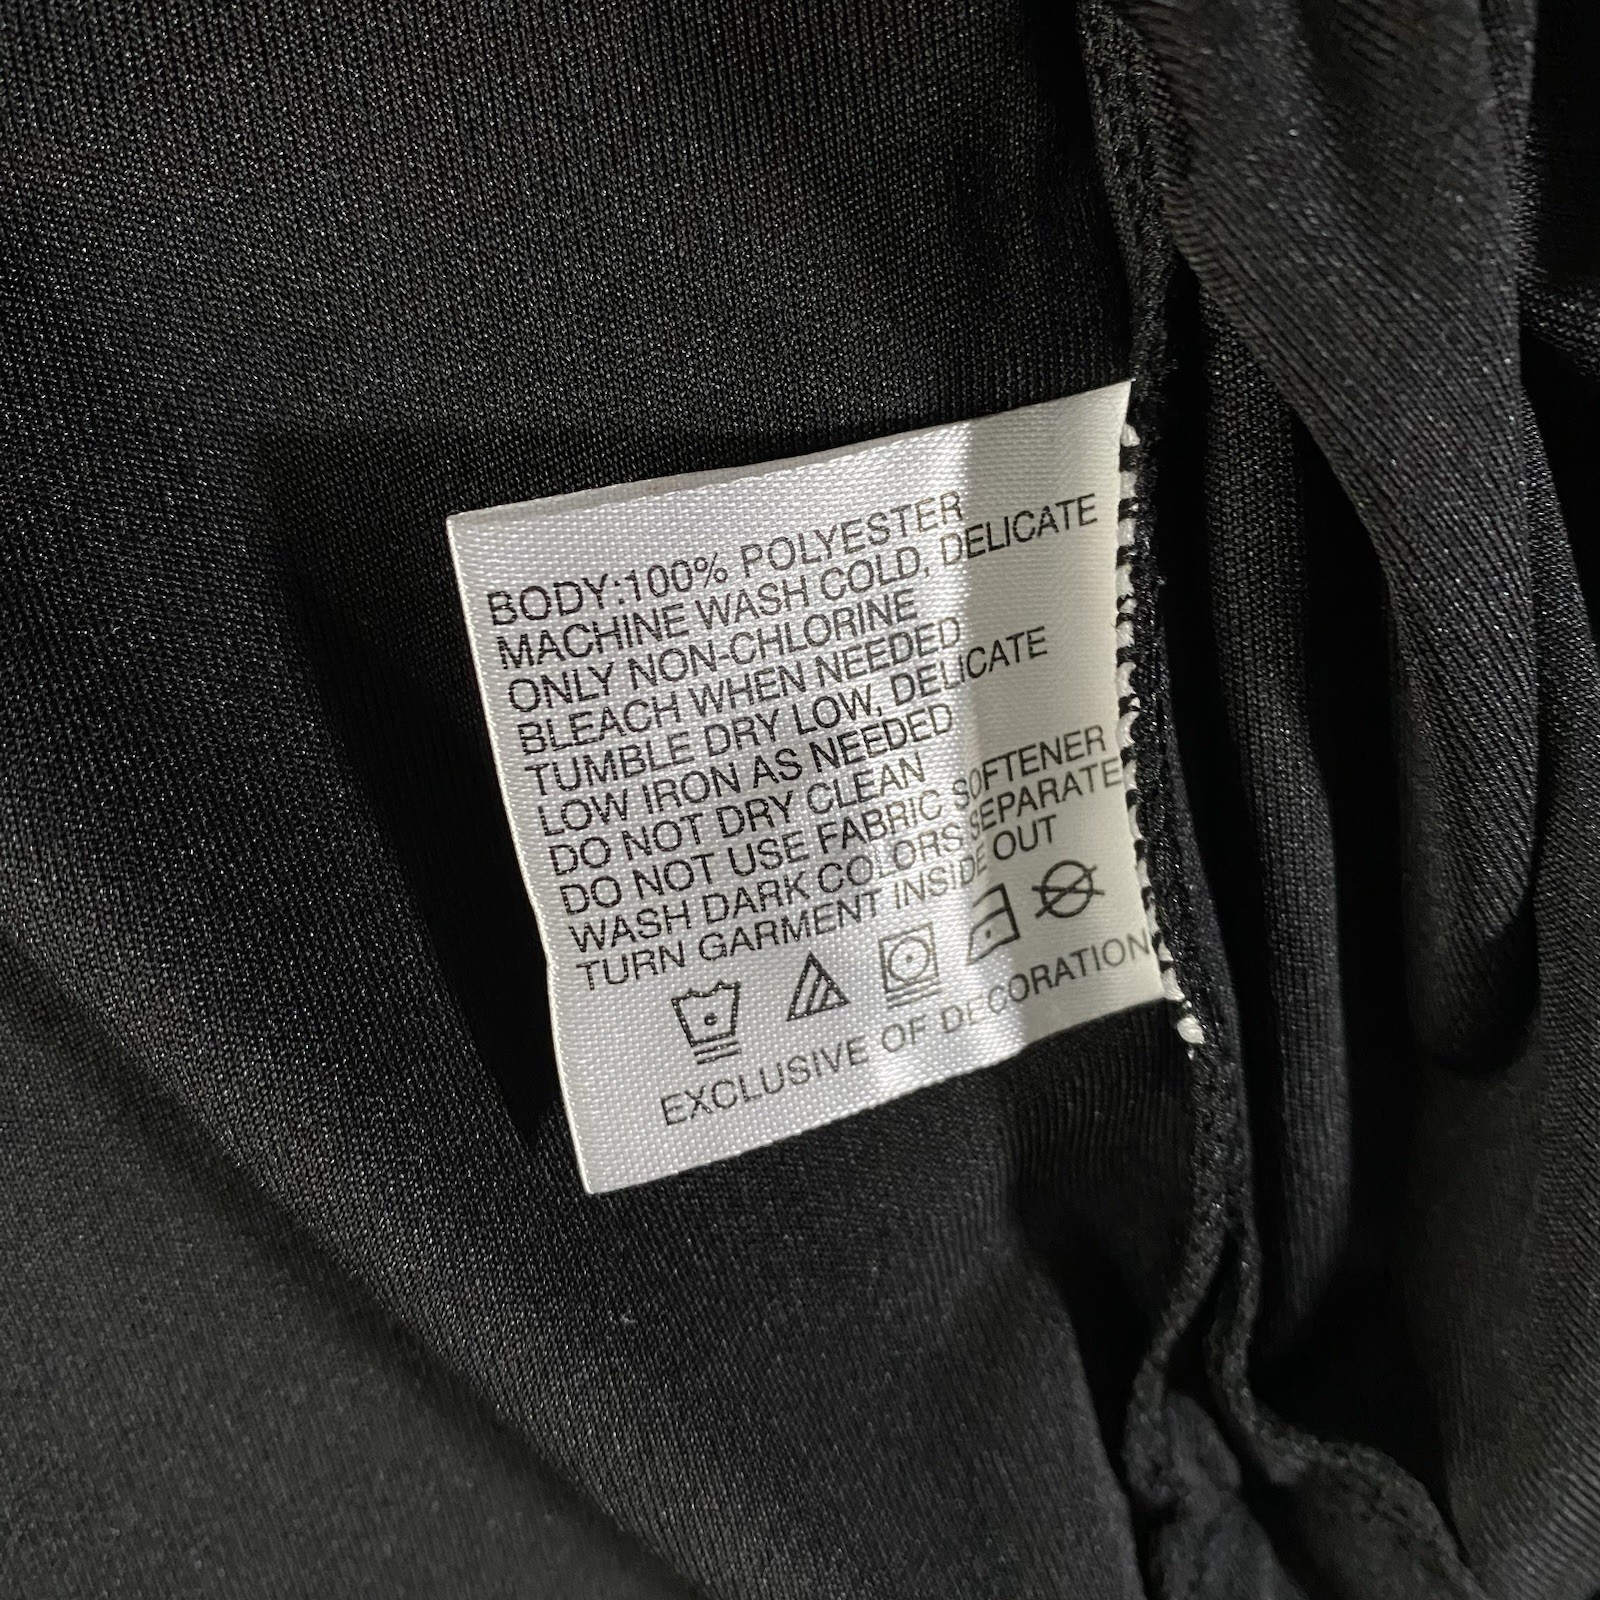 BODY:100% POLYESTER
MACHINE WASH COLD, DELICATE
ONLY NON-CHLORINE
BLEACH WHEN NEEDED
TUMBLE DRY LOW, DELICATE
LOW IRON AS NEEDED
DO NOT DRY CLEAN
DO NOT USE FABRIC SOFTENER
WASH DARK COLORS SEPARATE
TURN GARMENT INSIDE OUT
EXCLUSIVE OF DECORATION